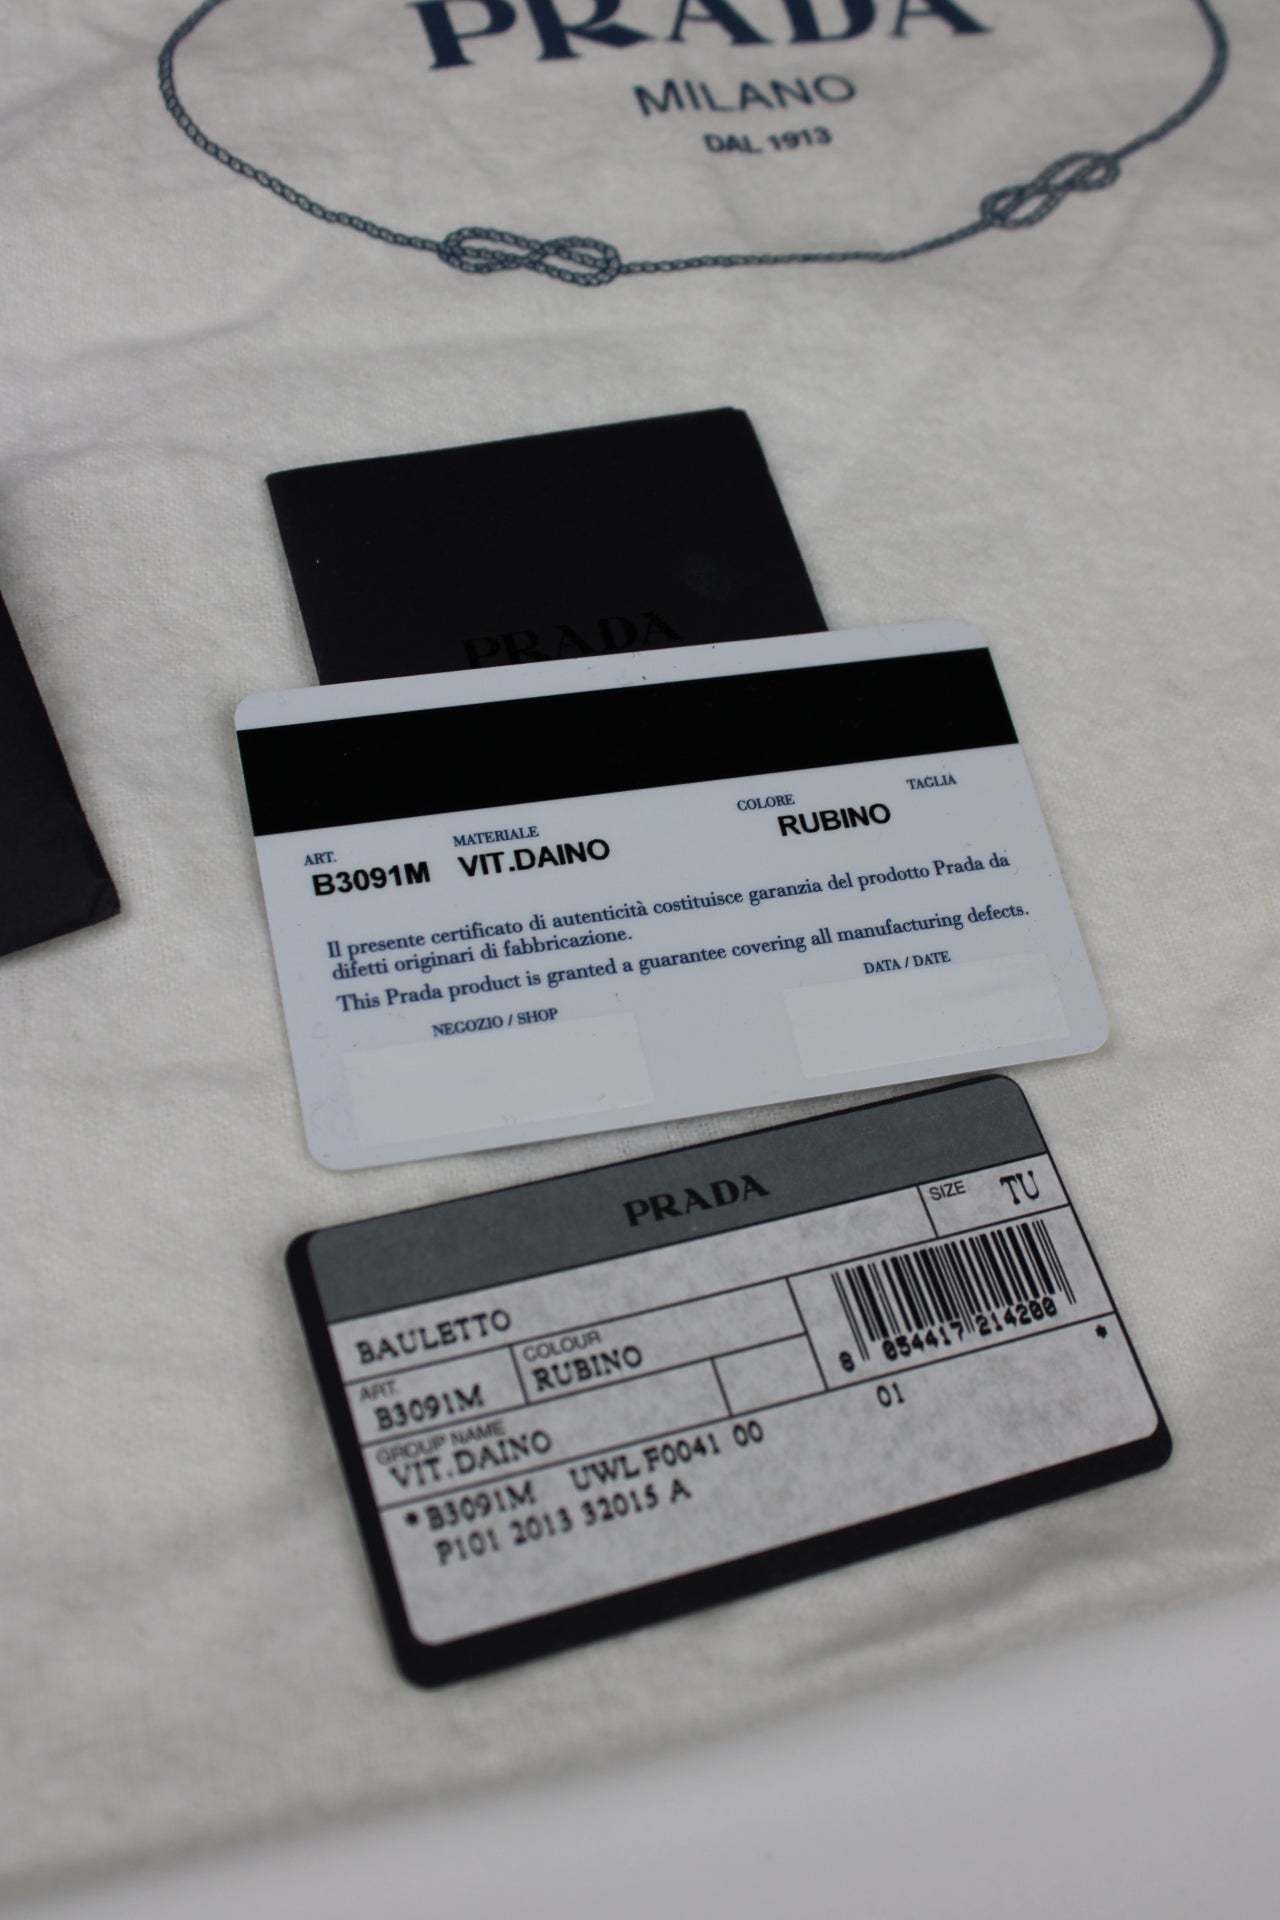 PRADA
MILANO
DAL 1913
PRADA
ART. MATERIALE COLORE TAGLIA
B3091M VIT.DAINO RUBINO
Il presente certificato di autenticità costituisce garanzia del prodotto Prada da
difetti originari di fabbricazione.
This Prada product is granted a guarantee covering all manufacturing defects.
NEGOZIO / SHOP DATA / DATE
PRADA
BAULETTO SIZE TU
ART. COLOUR
B3091M RUBINO
8 054417 214200
GROUP NAME
VIT.DAINO
*B3091M UWL F0041 00 01 *
P101 2013 32015 A